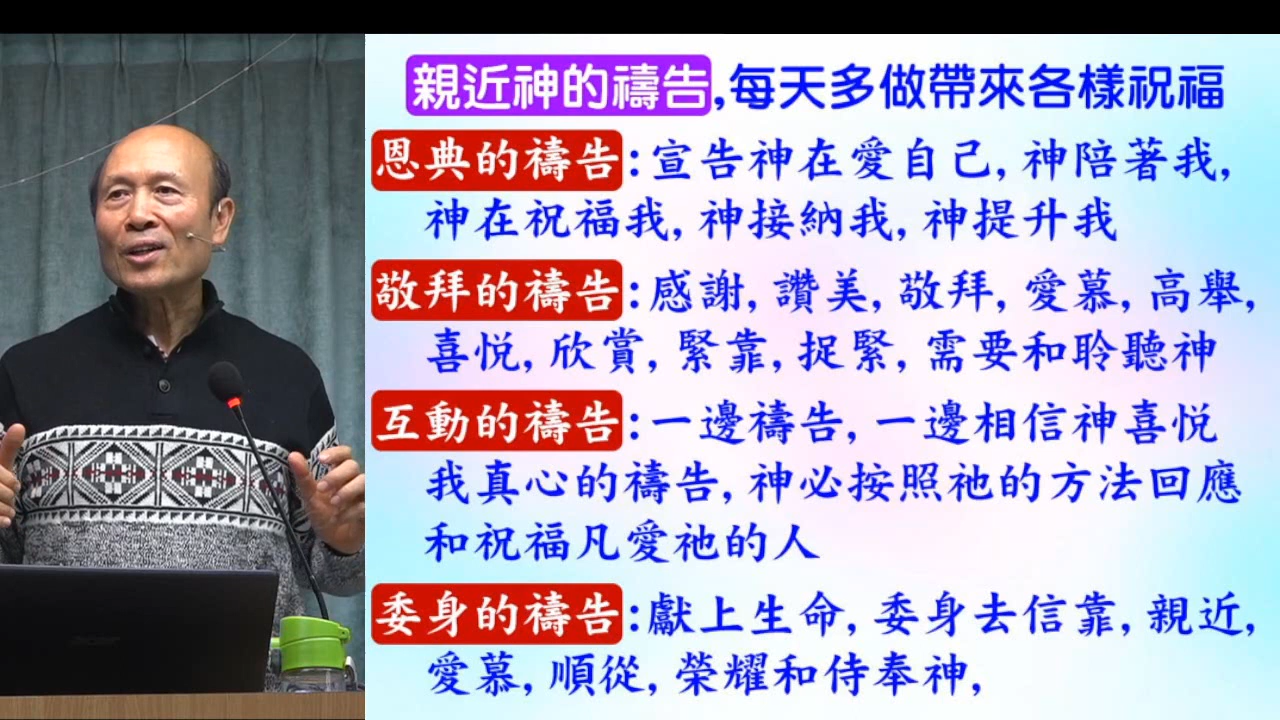 親近神的禱告,每天多做帶來各樣祝福
恩典的禱告:宣告神在愛自己,神陪著我,
神在祝福我,神接納我,神提升我
敬拜的禱告:感謝,讚美,敬拜,愛慕,高舉,
喜悅,欣賞,緊靠,捉緊,需要和聆聽神
互動的禱告:一邊禱告,一邊相信神喜悅
我真心的禱告,神必按照祂的方法回應
和祝福凡愛祂的人
委身的禱告:獻上生命,委身去信靠,親近,
愛慕,順從,榮耀和侍奉神,
acer